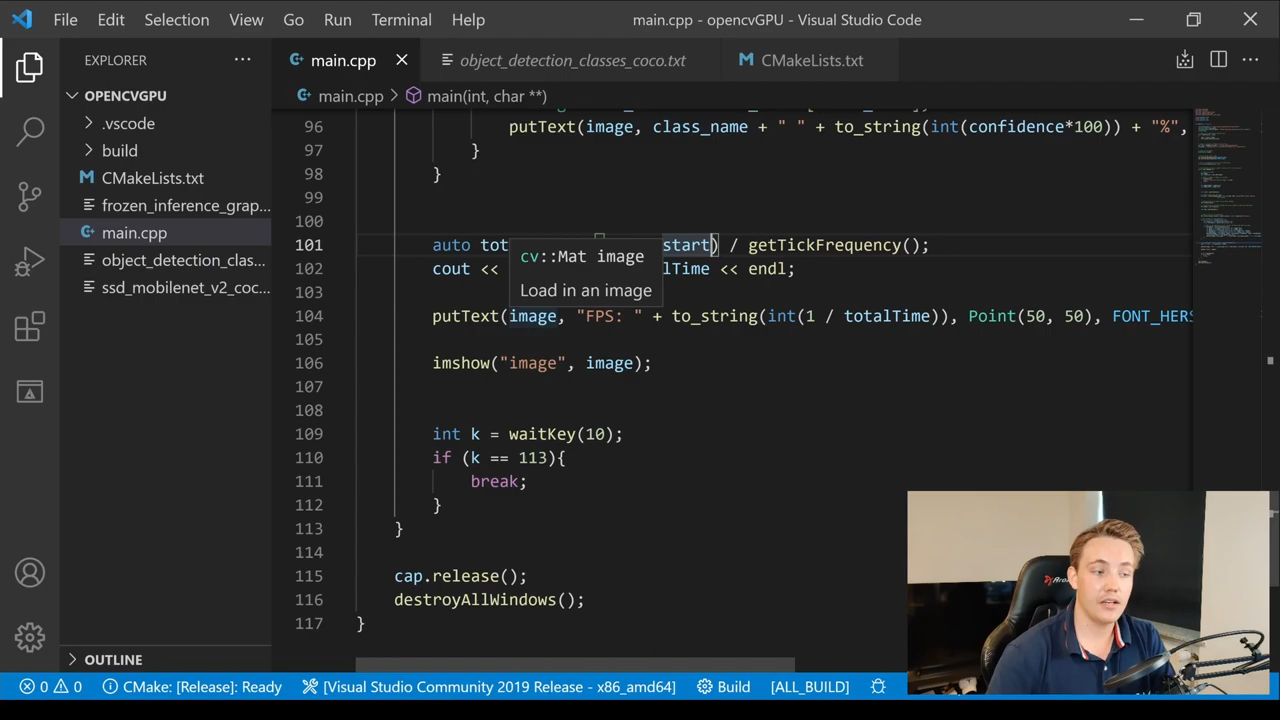 File Edit Selection View Go Run Terminal Help main.cpp - opencvGPU - Visual Studio Code
EXPLORER ... main.cpp object_detection_classes_coco.txt CMakeLists.txt ...
OPENCVGPU main.cpp > main(int, char **)
.vscode
build
CMakeLists.txt
frozen_inference_grap...
main.cpp
object_detection_clas...
ssd_mobilenet_v2_coc...
OUTLINE
96 putText(image, class_name + " " + to_string(int(confidence*100)) + "%",
97 }
98 }
99
100
101 auto tot start) / getTickFrequency();
102 cout << lTime << endl;
cv::Mat image
Load in an image
103
104 putText(image, "FPS: " + to_string(int(1 / totalTime)), Point(50, 50), FONT_HERS
105
106 imshow("image", image);
107
108
109 int k = waitKey(10);
110 if (k == 113){
111 break;
112 }
113 }
114
115 cap.release();
116 destroyAllWindows();
117 }
0 0 CMake: [Release]: Ready [Visual Studio Community 2019 Release - x86_amd64] Build [ALL_BUILD]